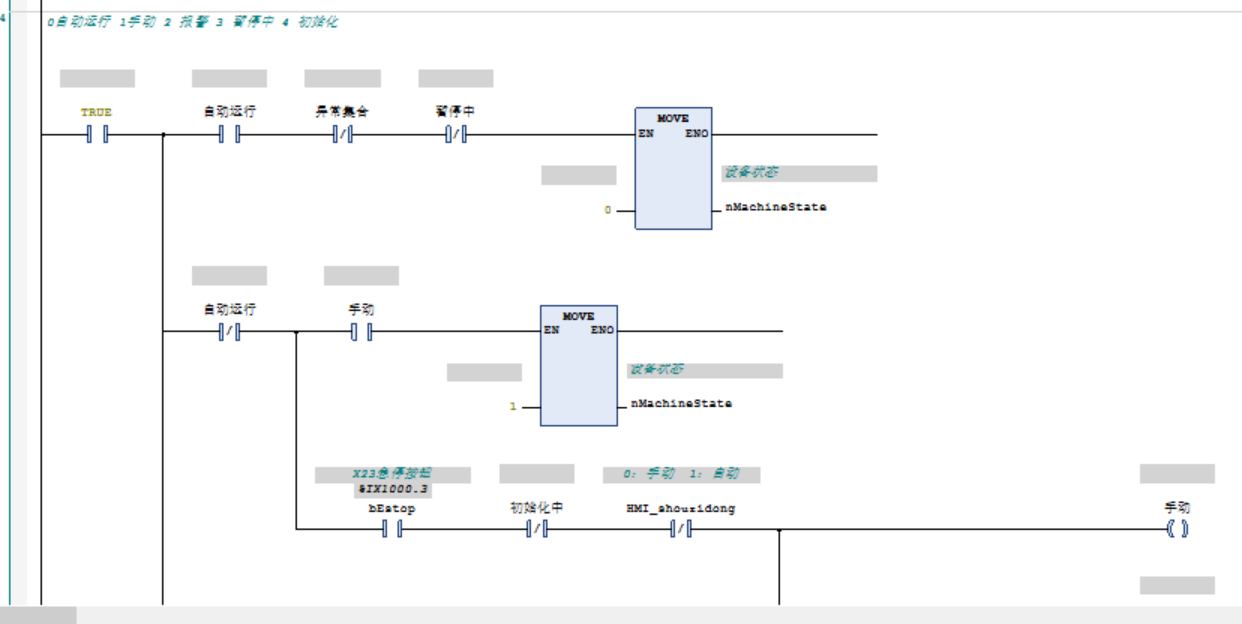 4
0自动运行 1手动 2 报警 3 暂停中 4 初始化
TRUE
自动运行
异常集合
暂停中
MOVE
EN ENO
设备状态
0
nMachineState
自动运行
手动
MOVE
EN ENO
设备状态
1
nMachineState
X23急停按钮
0: 手动 1: 自动
%IX1000.3
bEstop
初始化中
HMI_shouzidong
手动